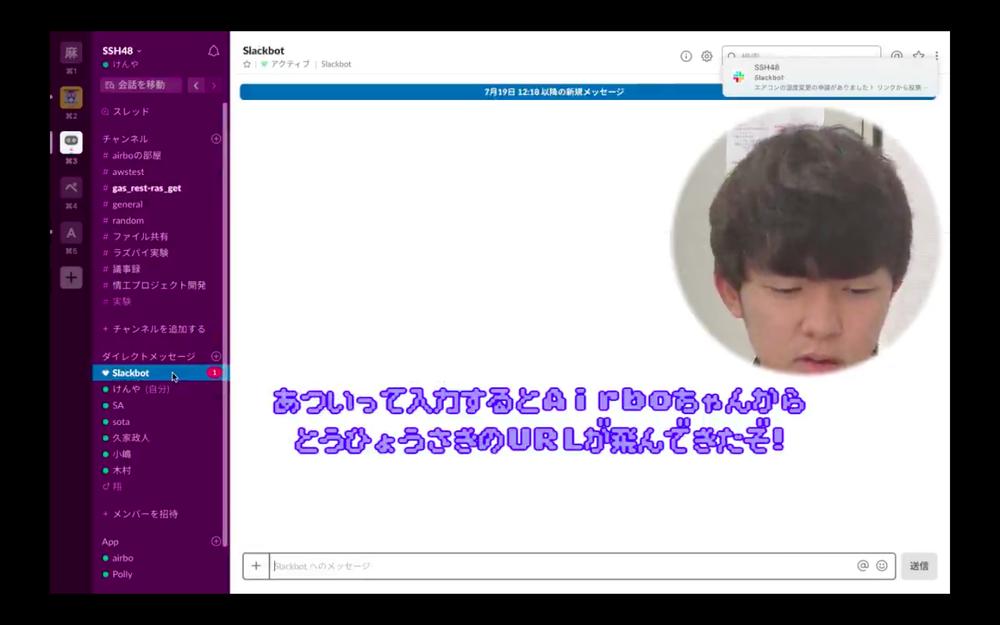 麻
⌘1
⌘2
⌘3
ペ
⌘4
A
⌘5
+
SSH48
けんや
会話を移動
スレッド
チャンネル
# airboの部屋
# awstest
# gas_rest-ras_get
# general
# random
# ファイル共有
# ラズパイ実験
# 議事録
# 情工プロジェクト開発
# 実験
+ チャンネルを追加する
ダイレクトメッセージ
Slackbot 1
けんや (自分)
SA
sota
久家政人
小嶋
木村
翔
+ メンバーを招待
App
airbo
Polly
Slackbot
アクティブ | Slackbot
検索
SSH48
Slackbot
エアコンの温度変更の申請がありました！ リンクから投票…
7月19日 12:18 以降の新規メッセージ
あついって入力するとAirboちゃんから
とうひょうさきのURLが飛んできたぞ!
+ Slackbot へのメッセージ
送信